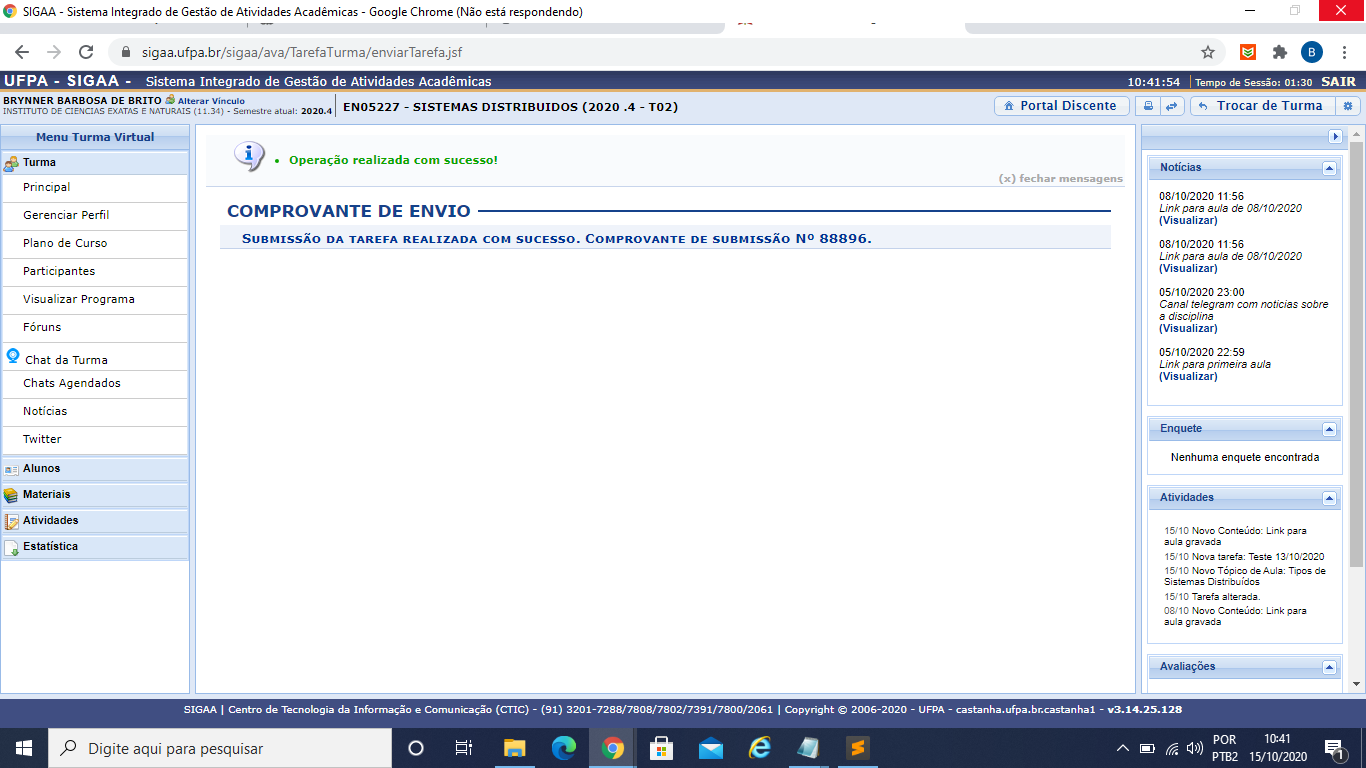 SIGAA - Sistema Integrado de Gestão de Atividades Acadêmicas - Google Chrome (Não está respondendo)
sigaa.ufpa.br/sigaa/ava/TarefaTurma/enviarTarefa.jsf
B
UFPA - SIGAA - Sistema Integrado de Gestão de Atividades Acadêmicas
10:41:54 Tempo de Sessão: 01:30 SAIR
BRYNNER BARBOSA DE BRITO Alterar Vínculo
INSTITUTO DE CIENCIAS EXATAS E NATURAIS (11.34) - Semestre atual: 2020.4
EN05227 - SISTEMAS DISTRIBUIDOS (2020 .4 - T02)
Portal Discente
Trocar de Turma
Menu Turma Virtual
Turma
Principal
Gerenciar Perfil
Plano de Curso
Participantes
Visualizar Programa
Fóruns
Chat da Turma
Chats Agendados
Notícias
Twitter
Alunos
Materiais
Atividades
Estatística
Operação realizada com sucesso!
(x) fechar mensagens
COMPROVANTE DE ENVIO
SUBMISSÃO DA TAREFA REALIZADA COM SUCESSO. COMPROVANTE DE SUBMISSÃO Nº 88896.
Notícias
08/10/2020 11:56
Link para aula de 08/10/2020
(Visualizar)
08/10/2020 11:56
Link para aula de 08/10/2020
(Visualizar)
05/10/2020 23:00
Canal telegram com noticias sobre
a disciplina
(Visualizar)
05/10/2020 22:59
Link para primeira aula
(Visualizar)
Enquete
Nenhuma enquete encontrada
Atividades
15/10 Novo Conteúdo: Link para
aula gravada
15/10 Nova tarefa: Teste 13/10/2020
15/10 Novo Tópico de Aula: Tipos de
Sistemas Distribuídos
15/10 Tarefa alterada.
08/10 Novo Conteúdo: Link para
aula gravada
Avaliações
SIGAA | Centro de Tecnologia da Informação e Comunicação (CTIC) - (91) 3201-7288/7808/7802/7391/7800/2061 | Copyright © 2006-2020 - UFPA - castanha.ufpa.br.castanha1 - v3.14.25.128
Digite aqui para pesquisar
POR
PTB2
10:41
15/10/2020
1